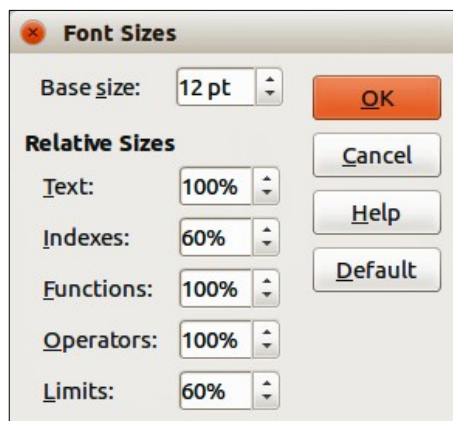 Font Sizes
Base size: 12 pt
OK
Relative Sizes
Cancel
Text: 100%
Help
Indexes: 60%
Default
Functions: 100%
Operators: 100%
Limits: 60%